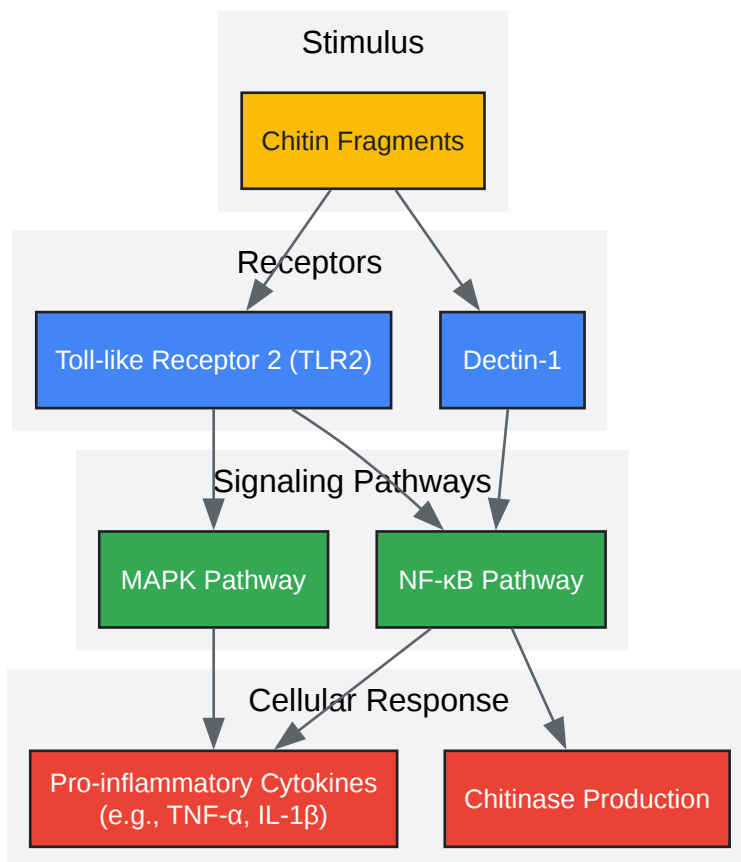 Stimulus
Chitin Fragments
Receptors
Toll-like Receptor 2 (TLR2)
Dectin-1
Signaling Pathways
MAPK Pathway
NF-κB Pathway
Cellular Response
Pro-inflammatory Cytokines
(e.g., TNF-α, IL-1β)
Chitinase Production